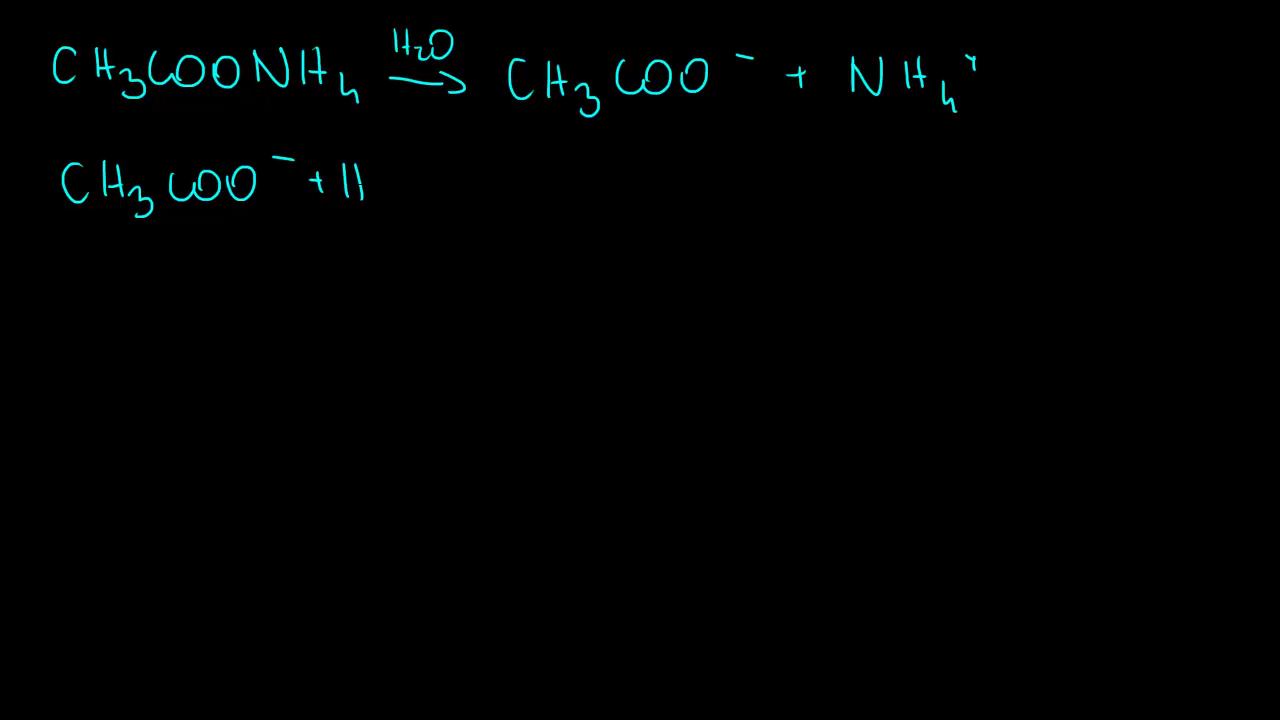 CH₃COONH₄ →(H₂O) CH₃COO⁻ + NH₄⁺
CH₃COO⁻ +